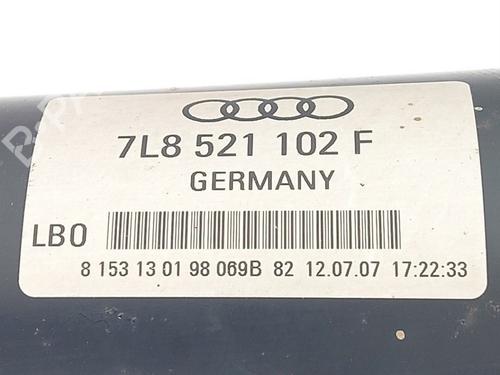 7L8 521 102 F
GERMANY
LBO
8 153 13 01 98 069B 82 12.07.07 17:22:33